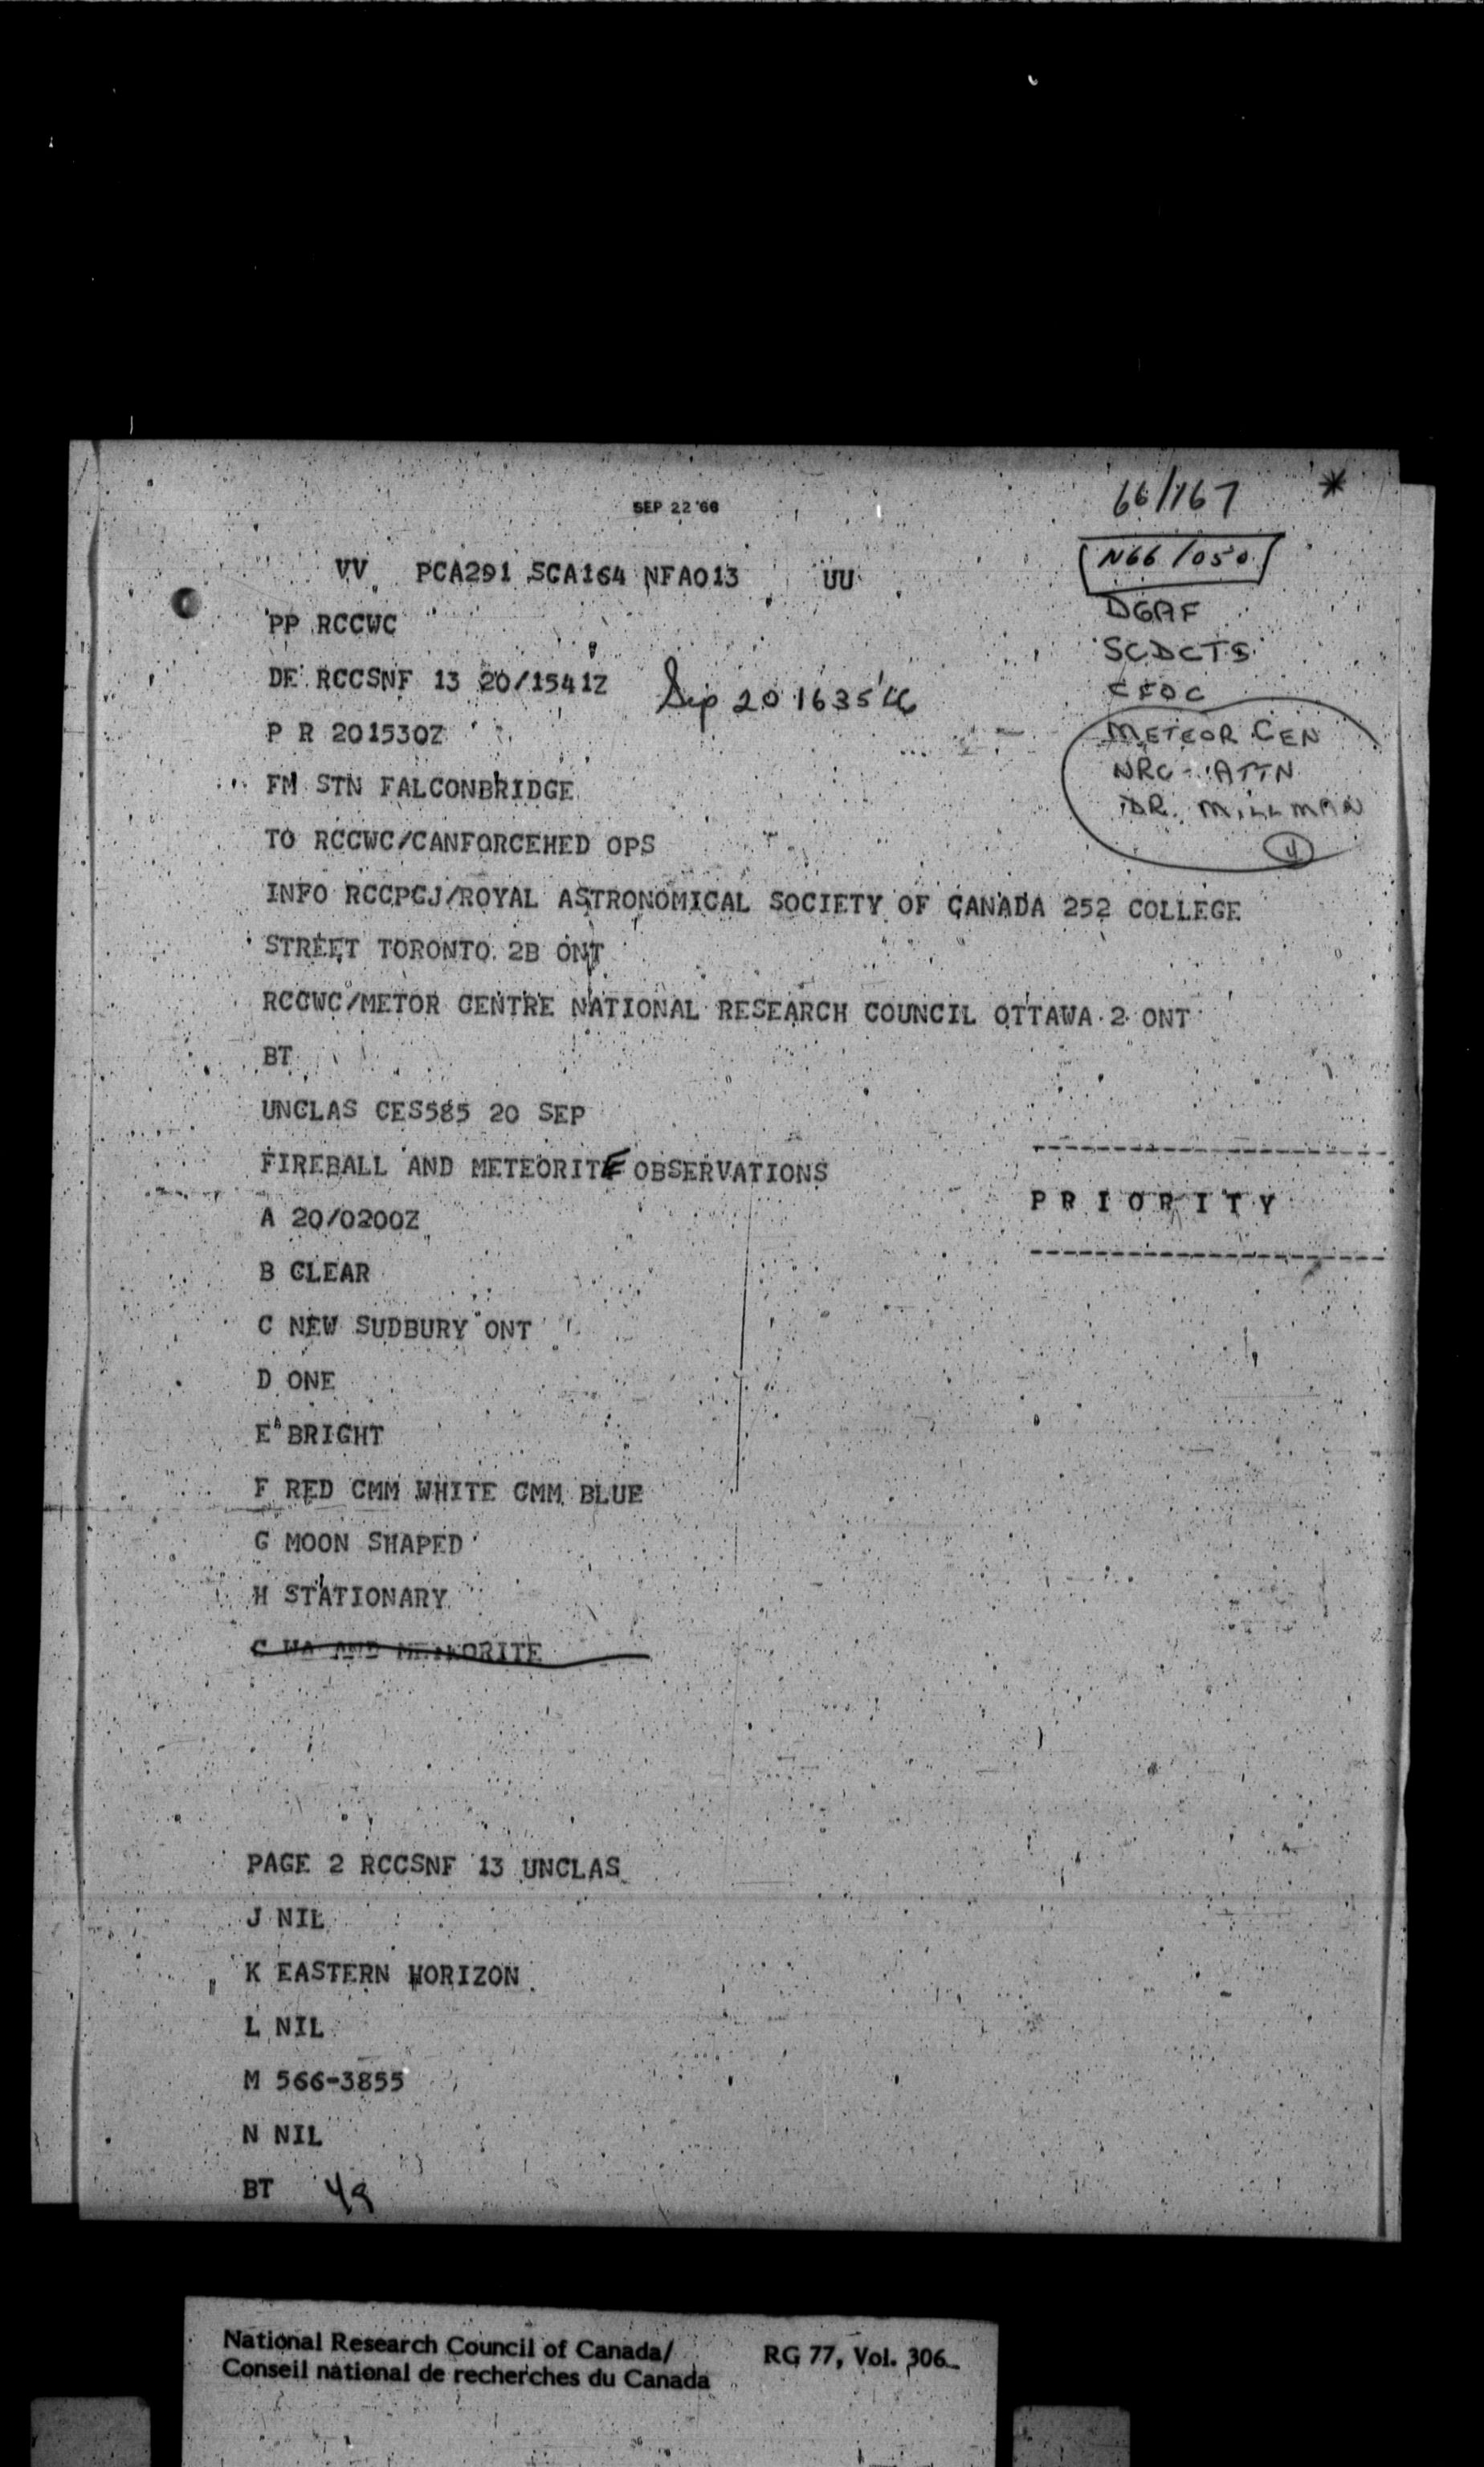 SEP 22 '66
66/167 *
N66/050
VV PCA291 SCA164 NFA013 UU
DGAF
PP RCCWC
SCDCTS
DE RCCSNF 13 20/1541Z
Sep 20 1635Z
CFOC
P R 201530Z
METEOR CEN
NRC - ATTN
DR. MILLMAN
FM STN FALCONBRIDGE
TO RCCWC/CANFORCEHED OPS
INFO RCCPCJ/ROYAL ASTRONOMICAL SOCIETY OF CANADA 252 COLLEGE
STREET TORONTO 2B ONT
RCCWC/METOR CENTRE NATIONAL RESEARCH COUNCIL OTTAWA 2 ONT
BT
UNCLAS CES585 20 SEP
FIREBALL AND METEORITE OBSERVATIONS
PRIORITY
A 20/0200Z
B CLEAR
C NEW SUDBURY ONT
D ONE
E BRIGHT
F RED CMM WHITE CMM BLUE
G MOON SHAPED
H STATIONARY
PAGE 2 RCCSNF 13 UNCLAS
J NIL
K EASTERN HORIZON
L NIL
M 566-3855
N NIL
BT
National Research Council of Canada/ RG 77, Vol. 306
Conseil national de recherches du Canada